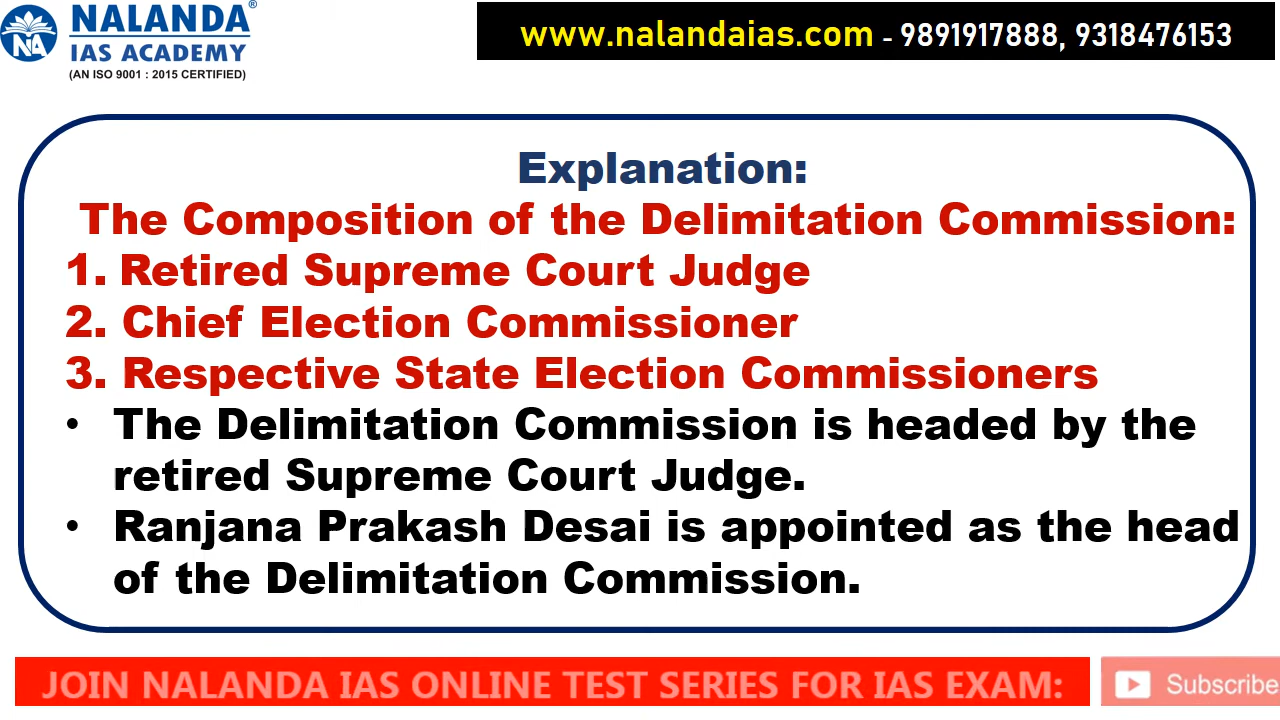 NALANDA®
IAS ACADEMY
(AN ISO 9001 : 2015 CERTIFIED)
NA
www.nalandaias.com - 9891917888, 9318476153
Explanation:
The Composition of the Delimitation Commission:
1. Retired Supreme Court Judge
2. Chief Election Commissioner
3. Respective State Election Commissioners
• The Delimitation Commission is headed by the
retired Supreme Court Judge.
• Ranjana Prakash Desai is appointed as the head
of the Delimitation Commission.
JOIN NALANDA IAS ONLINE TEST SERIES FOR IAS EXAM:
Subscribe